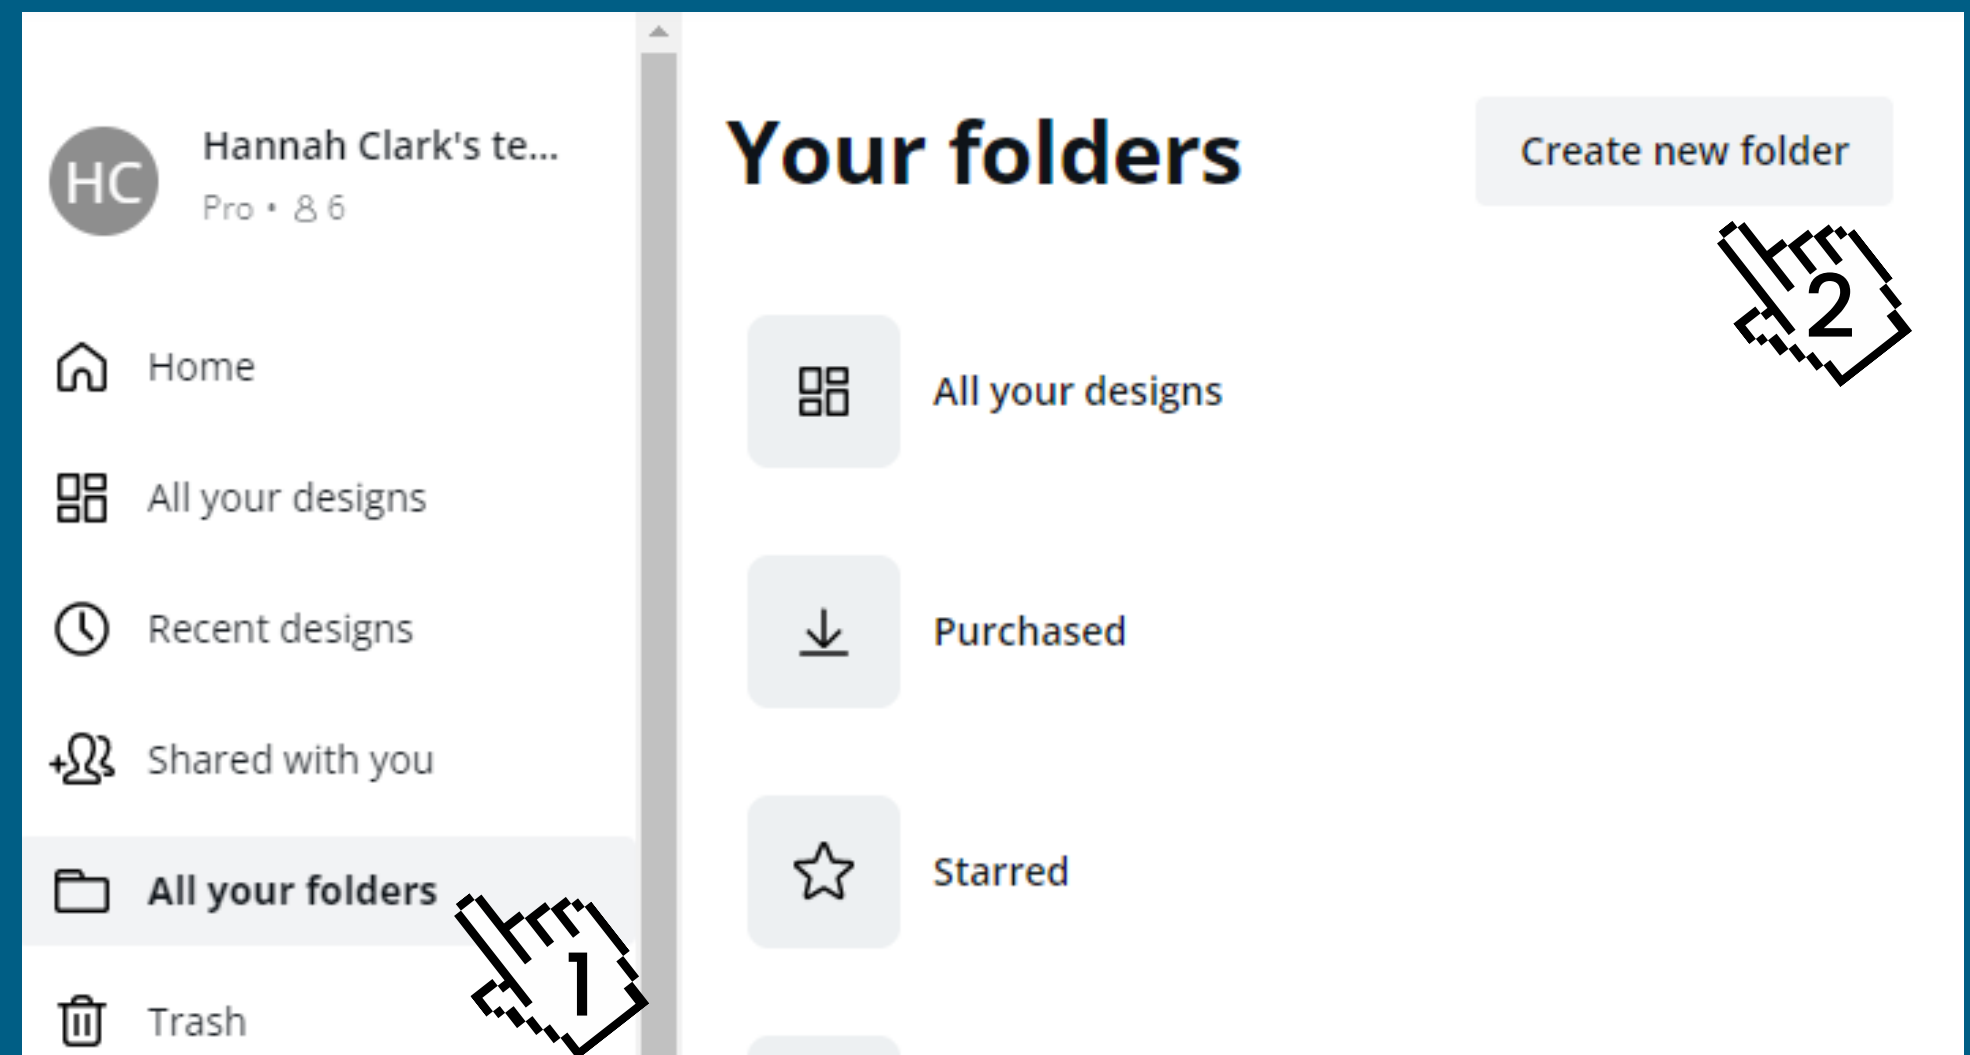 HC
Hannah Clark's te...
Pro • 6
Home
All your designs
Recent designs
Shared with you
All your folders
1
Trash
Your folders
Create new folder
2
All your designs
Purchased
Starred